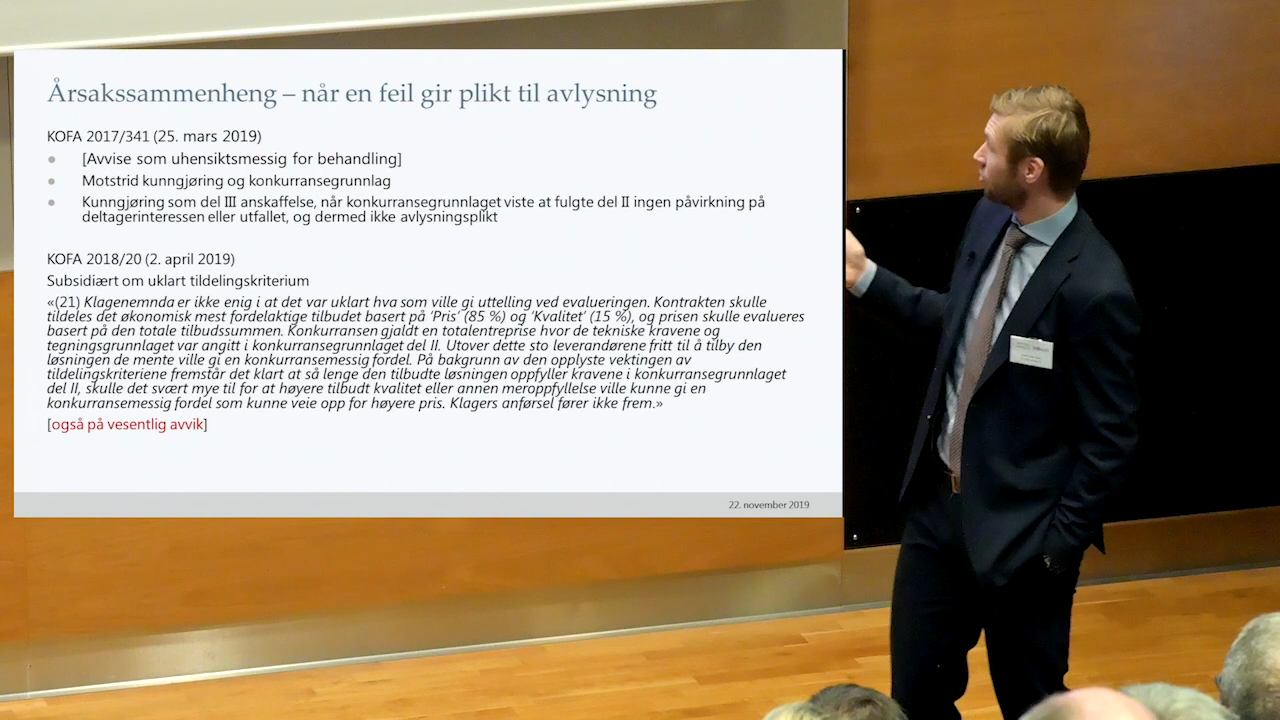 Årsakssammenheng – når en feil gir plikt til avlysning
KOFA 2017/341 (25. mars 2019)
● [Avvise som uhensiktsmessig for behandling]
● Motstrid kunngjøring og konkurransegrunnlag
● Kunngjøring som del III anskaffelse, når konkurransegrunnlaget viste at fulgte del II ingen påvirkning på
deltagerinteressen eller utfallet, og dermed ikke avlysningsplikt
KOFA 2018/20 (2. april 2019)
Subsidiært om uklart tildelingskriterium
«(21) Klagenemnda er ikke enig i at det var uklart hva som ville gi uttelling ved evalueringen. Kontrakten skulle
tildeles det økonomisk mest fordelaktige tilbudet basert på ‘Pris’ (85 %) og ‘Kvalitet’ (15 %), og prisen skulle evalueres
basert på den totale tilbudssummen. Konkurransen gjaldt en totalentreprise hvor de tekniske kravene og
tegningsgrunnlaget var angitt i konkurransegrunnlaget del II. Utover dette sto leverandørene fritt til å tilby den
løsningen de mente ville gi en konkurransemessig fordel. På bakgrunn av den opplyste vektingen av
tildelingskriteriene fremstår det klart at så lenge den tilbudte løsningen oppfyller kravene i konkurransegrunnlaget
del II, skulle det svært mye til for at høyere tilbudt kvalitet eller annen meroppfyllelse ville kunne gi en
konkurransemessig fordel som kunne veie opp for høyere pris. Klagers anførsel fører ikke frem.»
[også på vesentlig avvik]
22. november 2019